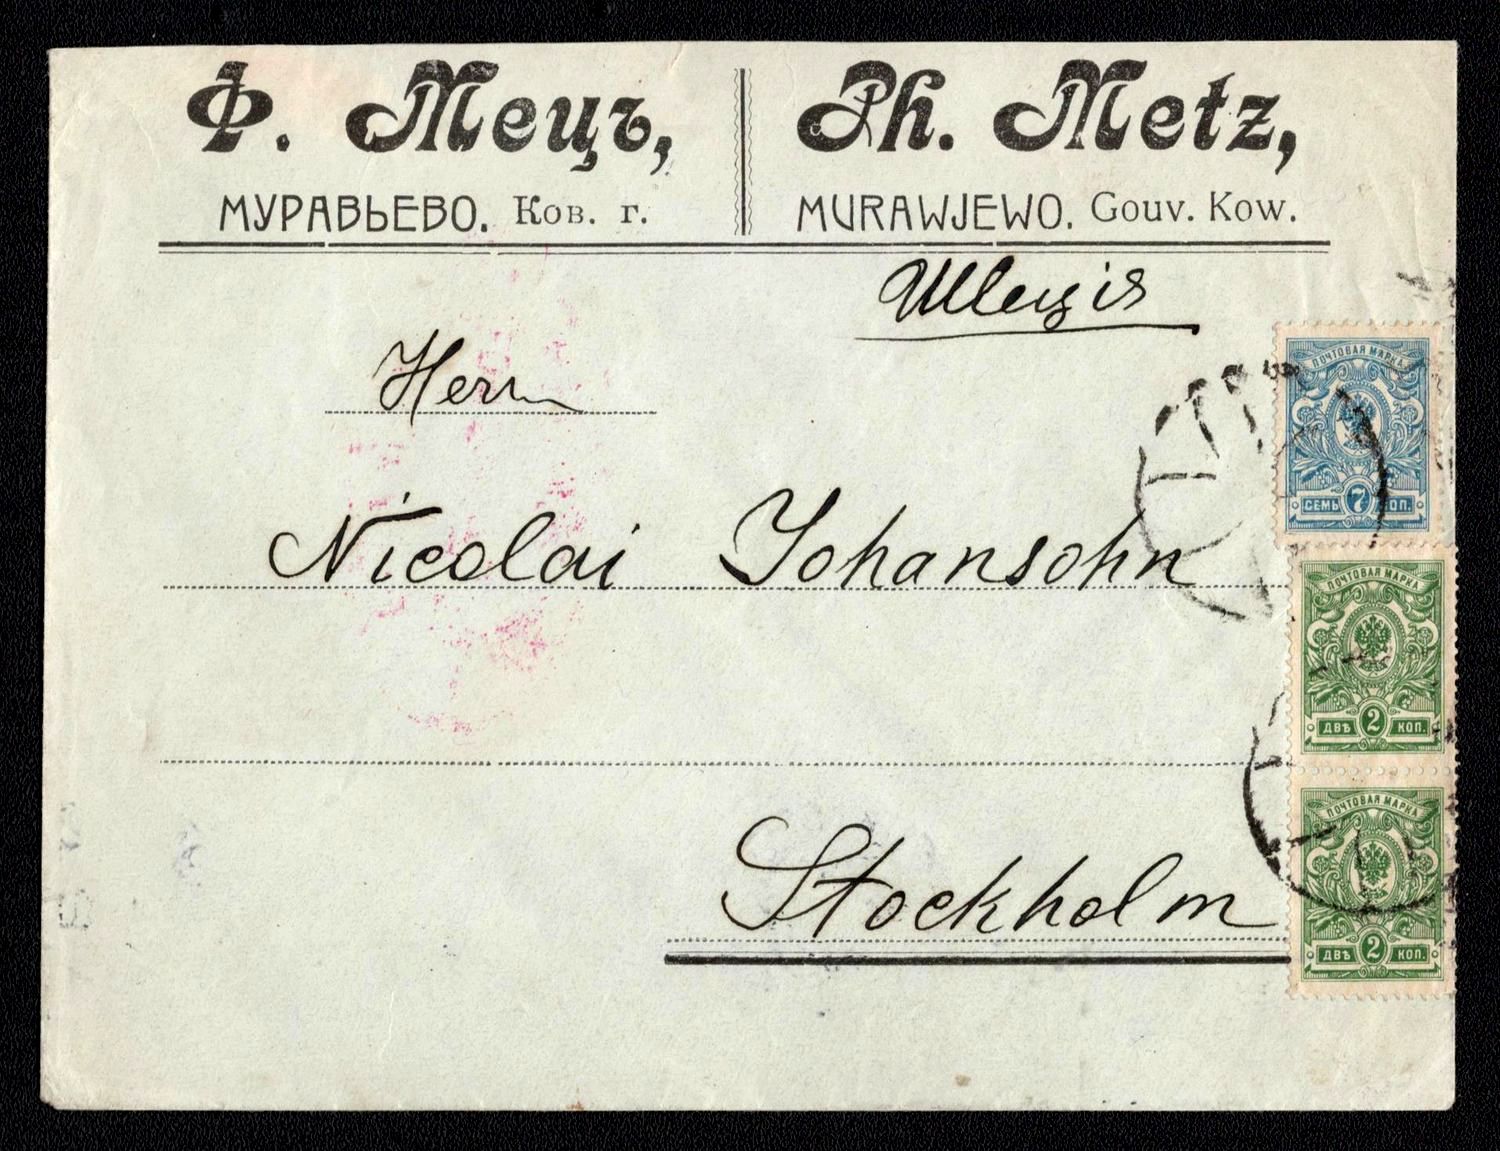 Ф. Мецъ,
МУРАВЬЕВО. Ков. г.
Ph. Metz,
MURAWJEWO. Gouv. Kow.
Швеція
Herrn
Nicolai Johansohn
Stockholm
ПОЧТОВАЯ МАРКА
СЕМЬ 7 КОП.
ПОЧТОВАЯ МАРКА
ДВѢ 2 КОП.
ПОЧТОВАЯ МАРКА
ДВѢ 2 КОП.